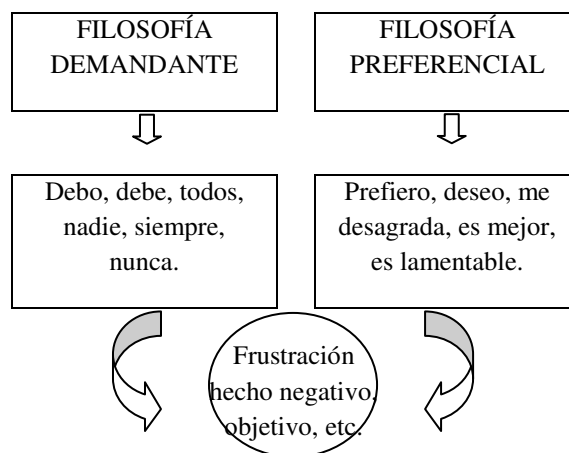 FILOSOFÍA
DEMANDANTE
FILOSOFÍA
PREFERENCIAL
Debo, debe, todos,
nadie, siempre,
nunca.
Prefiero, deseo, me
desagrada, es mejor,
es lamentable.
Frustración
hecho negativo,
objetivo, etc.